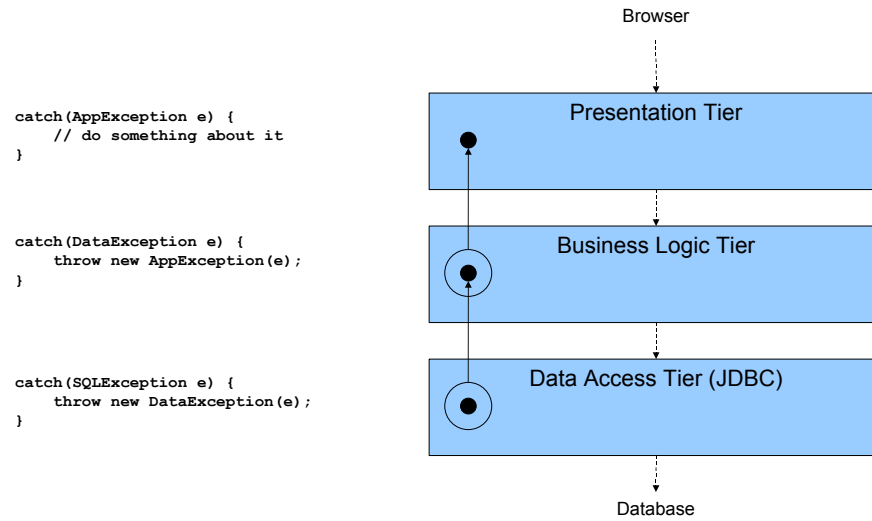 Browser
Presentation Tier
catch(AppException e) {
    // do something about it
}
Business Logic Tier
catch(DataException e) {
    throw new AppException(e);
}
Data Access Tier (JDBC)
catch(SQLException e) {
    throw new DataException(e);
}
Database